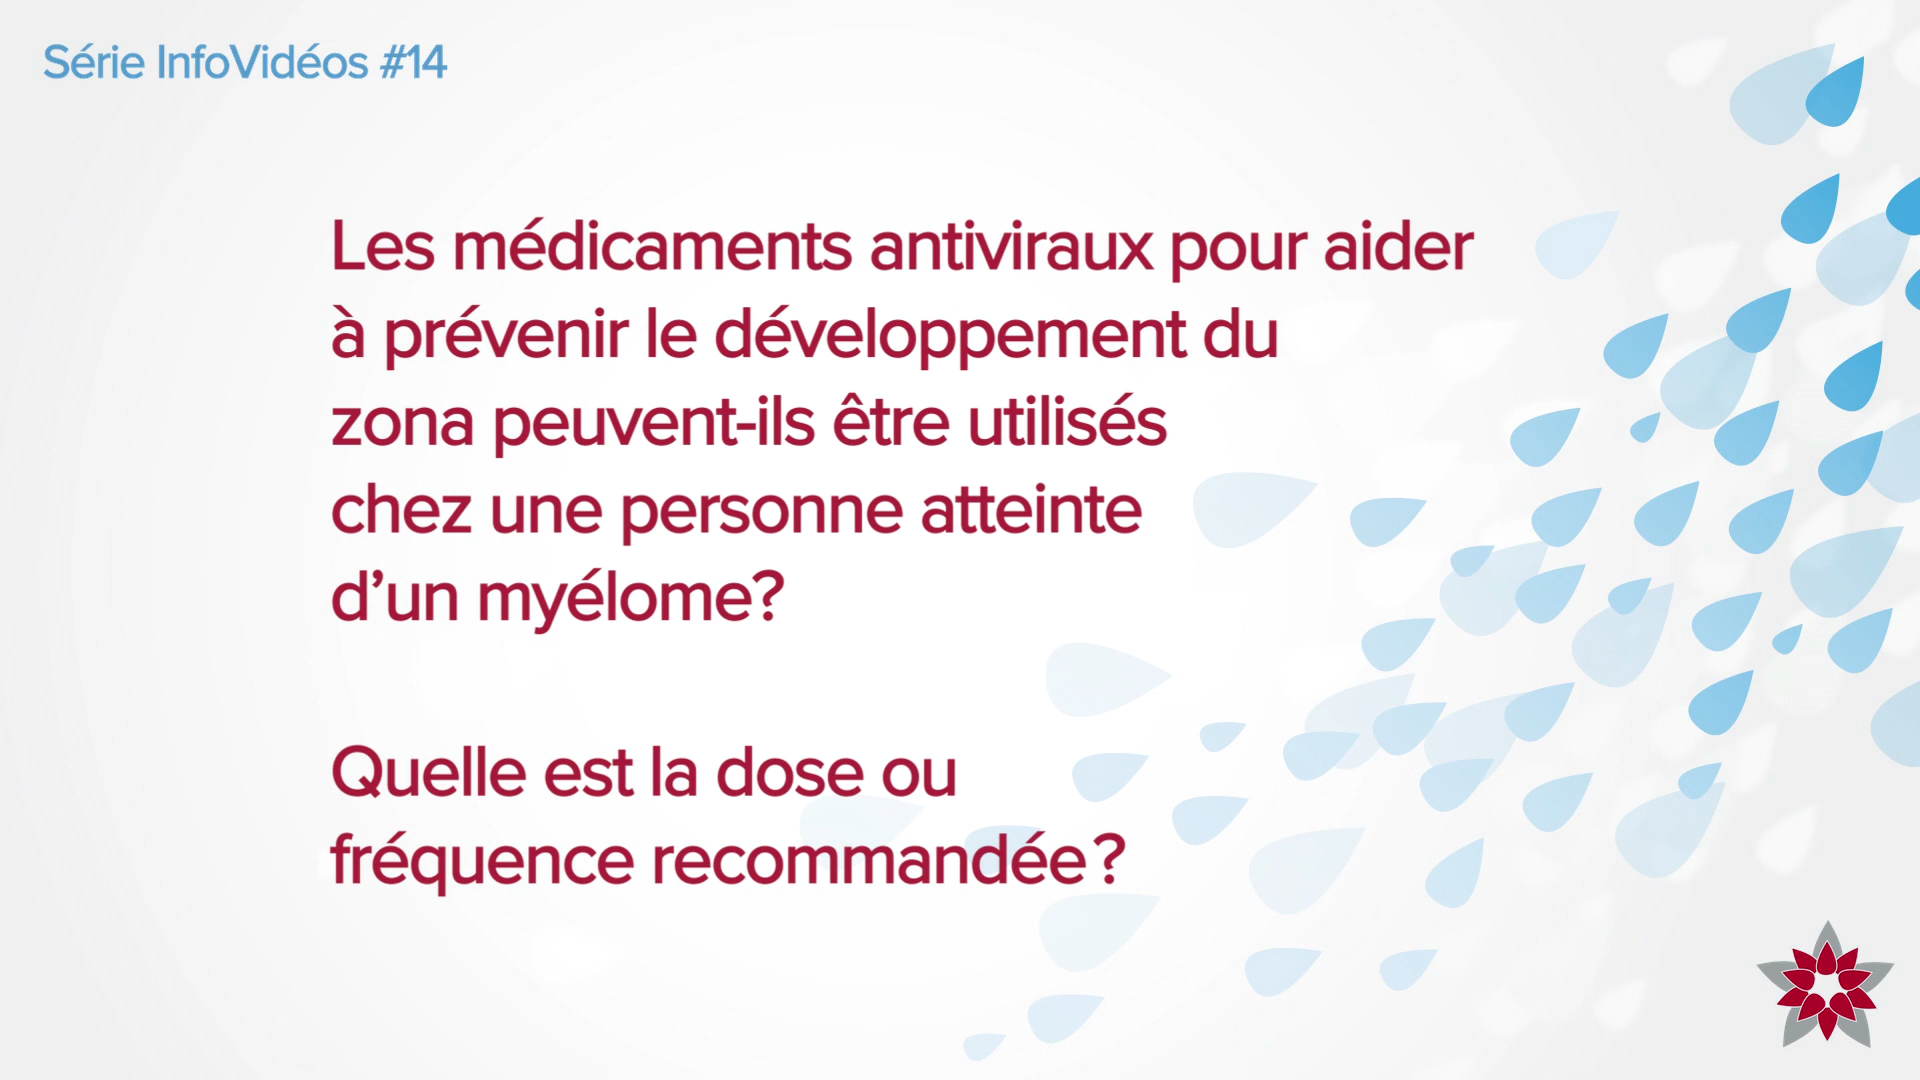 Série InfoVidéos #14
Les médicaments antiviraux pour aider
à prévenir le développement du
zona peuvent-ils être utilisés
chez une personne atteinte
d’un myélome?
Quelle est la dose ou
fréquence recommandée?